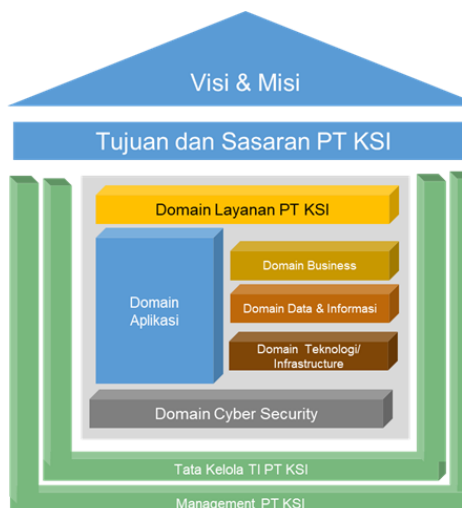 Visi & Misi
Tujuan dan Sasaran PT KSI
Domain Layanan PT KSI
Domain
Aplikasi
Domain Business
Domain Data & Informasi
Domain Teknologi/
Infrastructure
Domain Cyber Security
Tata Kelola TI PT KSI
Management PT KSI